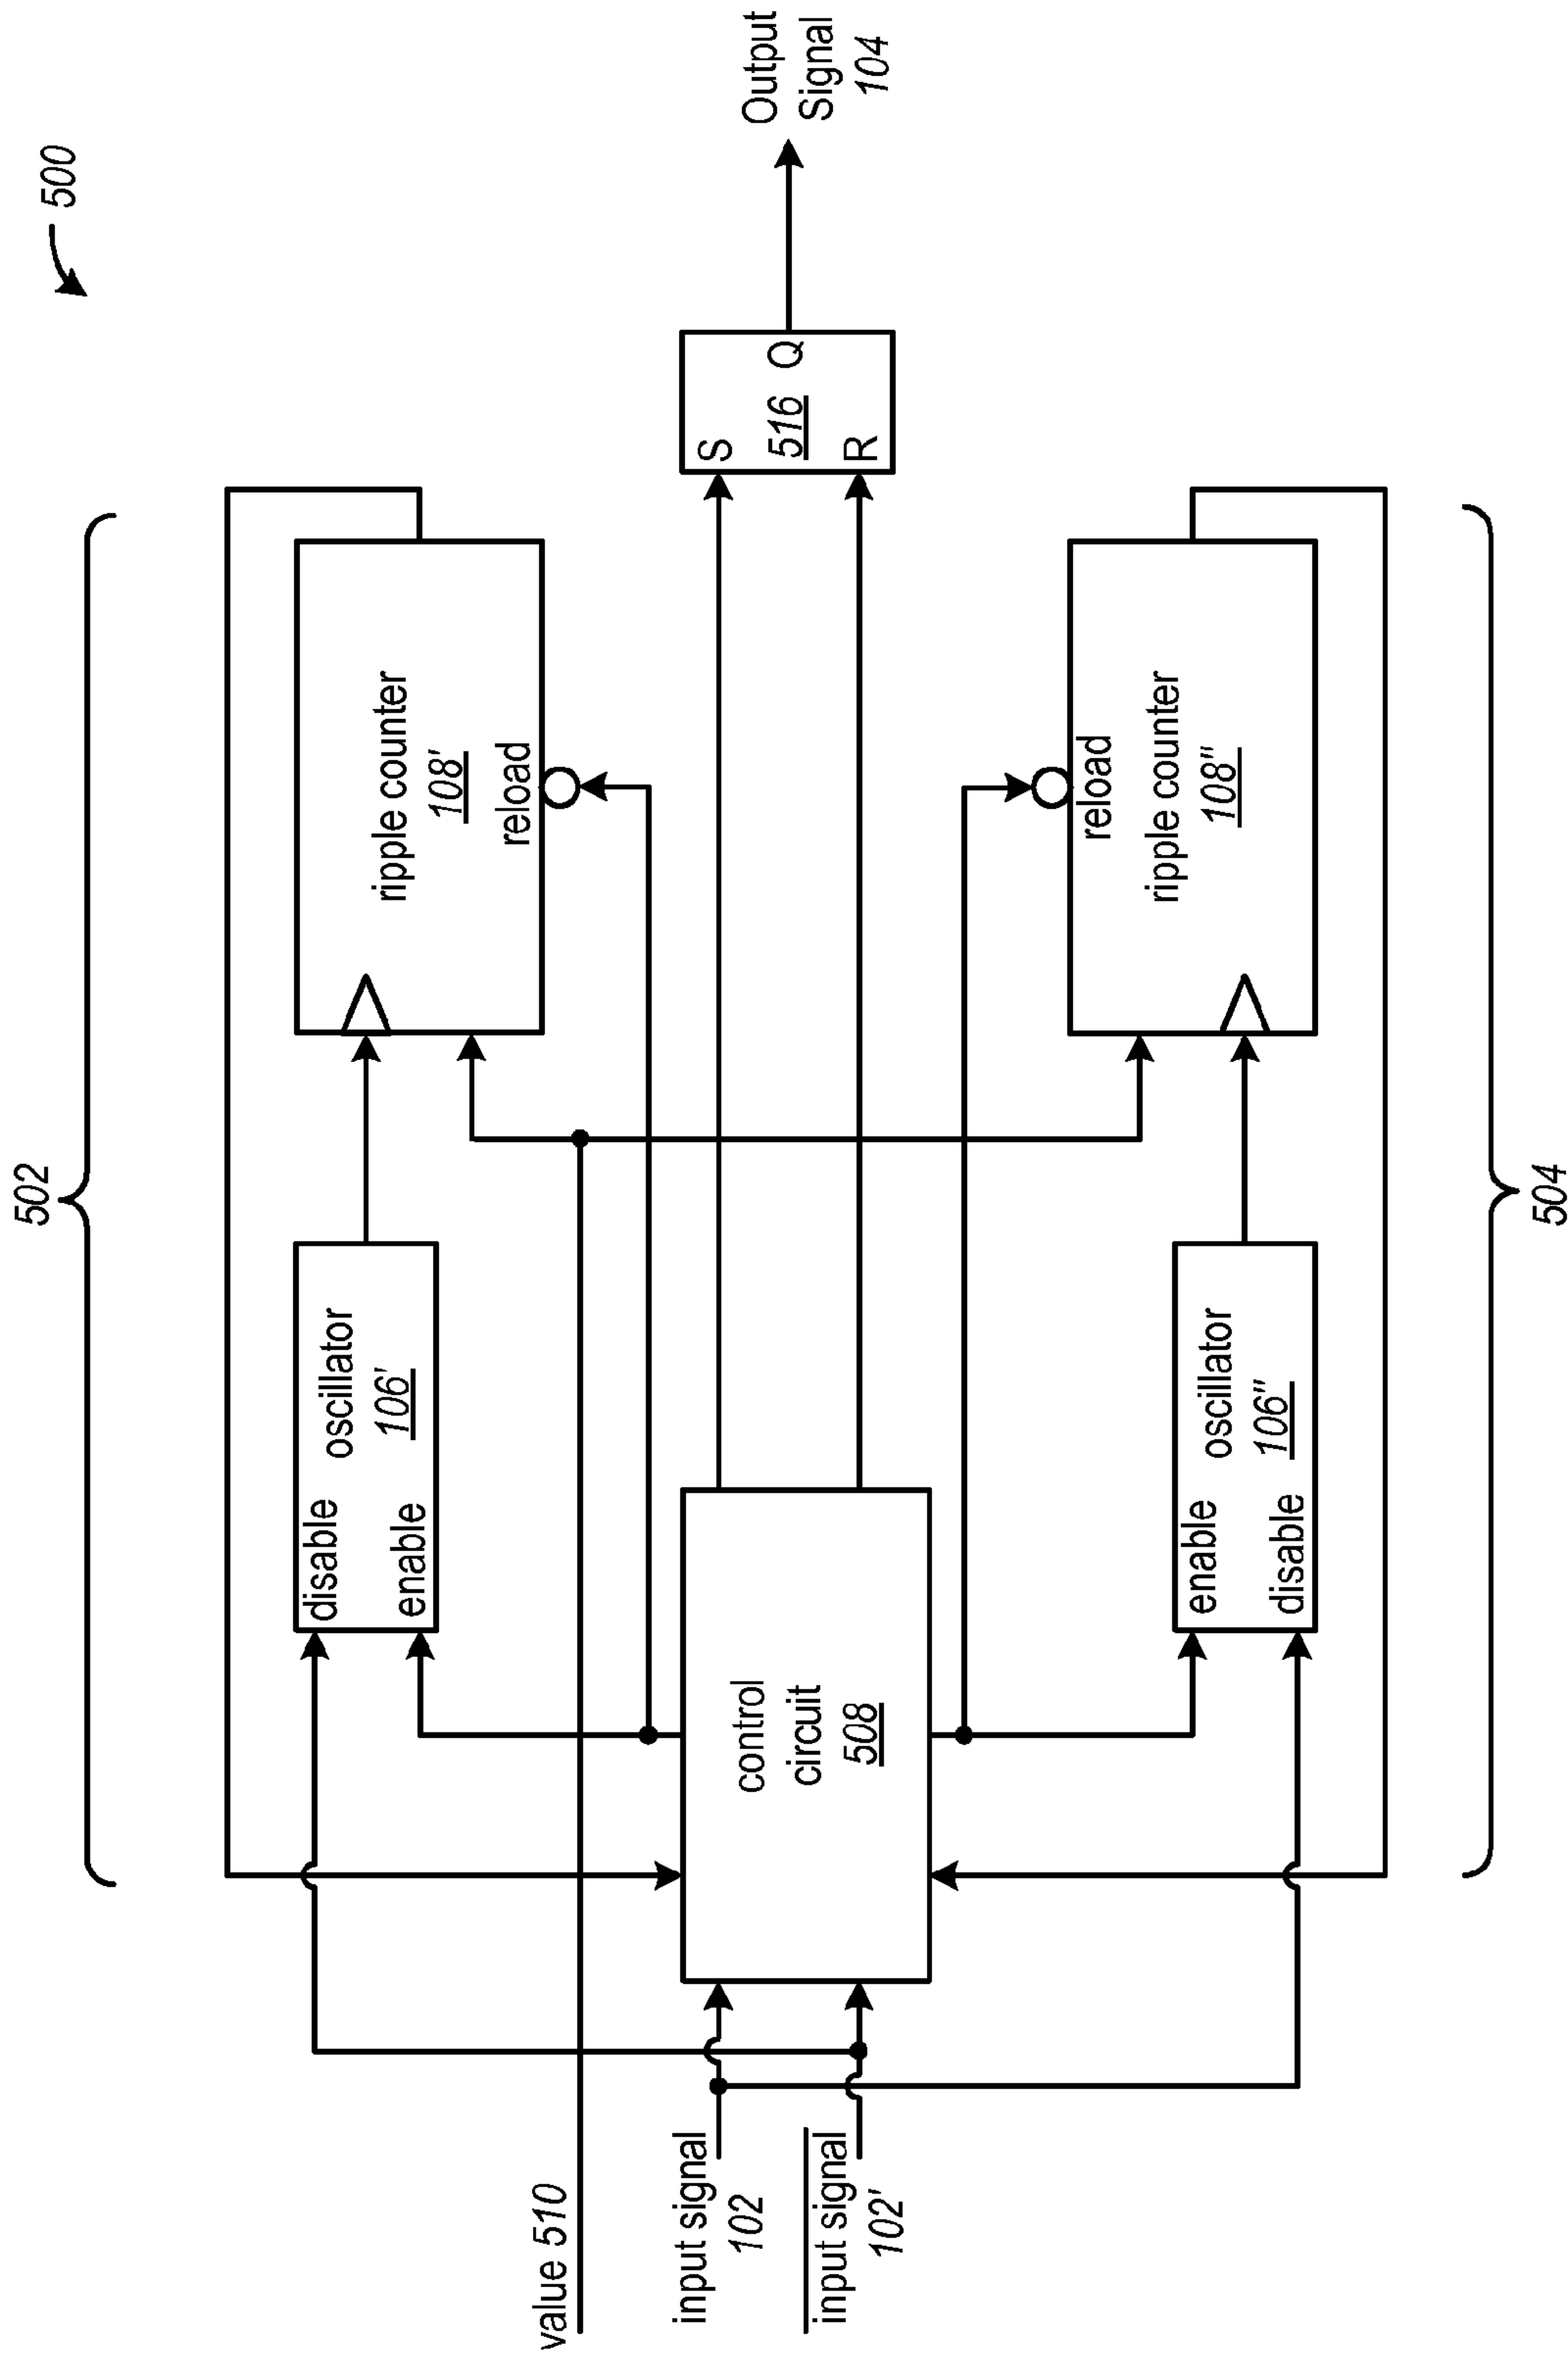 500
502
disable
oscillator
106'
enable
ripple counter
108'
reload
value 510
input signal
102
input signal
102'
control
circuit
508
S
516
Q
R
Output
Signal
104
enable
oscillator
106"
disable
reload
ripple counter
108"
504